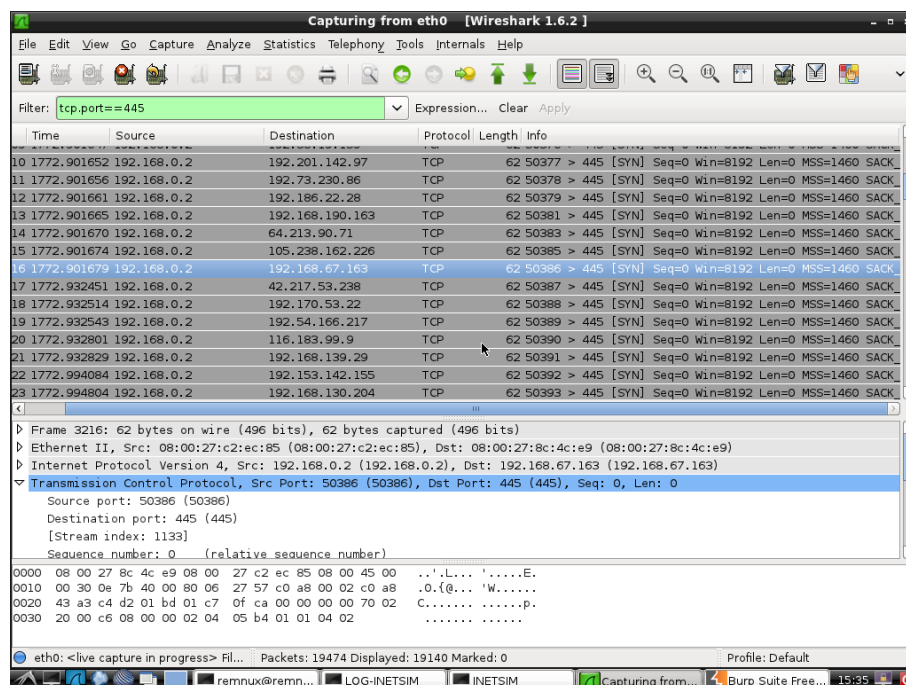 Capturing from eth0 [Wireshark 1.6.2 ]
File Edit View Go Capture Analyze Statistics Telephony Tools Internals Help
Filter: tcp.port==445 Expression... Clear Apply
Time Source Destination Protocol Length Info
10 1772.901652 192.168.0.2 192.201.142.97 TCP 62 50377 > 445 [SYN] Seq=0 Win=8192 Len=0 MSS=1460 SACK_
11 1772.901656 192.168.0.2 192.73.230.86 TCP 62 50378 > 445 [SYN] Seq=0 Win=8192 Len=0 MSS=1460 SACK_
12 1772.901661 192.168.0.2 192.186.22.28 TCP 62 50379 > 445 [SYN] Seq=0 Win=8192 Len=0 MSS=1460 SACK_
13 1772.901665 192.168.0.2 192.168.190.163 TCP 62 50381 > 445 [SYN] Seq=0 Win=8192 Len=0 MSS=1460 SACK_
14 1772.901670 192.168.0.2 64.213.90.71 TCP 62 50383 > 445 [SYN] Seq=0 Win=8192 Len=0 MSS=1460 SACK_
15 1772.901674 192.168.0.2 105.238.162.226 TCP 62 50385 > 445 [SYN] Seq=0 Win=8192 Len=0 MSS=1460 SACK_
16 1772.901679 192.168.0.2 192.168.67.163 TCP 62 50386 > 445 [SYN] Seq=0 Win=8192 Len=0 MSS=1460 SACK_
17 1772.932451 192.168.0.2 42.217.53.238 TCP 62 50387 > 445 [SYN] Seq=0 Win=8192 Len=0 MSS=1460 SACK_
18 1772.932514 192.168.0.2 192.170.53.22 TCP 62 50388 > 445 [SYN] Seq=0 Win=8192 Len=0 MSS=1460 SACK_
19 1772.932543 192.168.0.2 192.54.166.217 TCP 62 50389 > 445 [SYN] Seq=0 Win=8192 Len=0 MSS=1460 SACK_
20 1772.932801 192.168.0.2 116.183.99.9 TCP 62 50390 > 445 [SYN] Seq=0 Win=8192 Len=0 MSS=1460 SACK_
21 1772.932829 192.168.0.2 192.168.139.29 TCP 62 50391 > 445 [SYN] Seq=0 Win=8192 Len=0 MSS=1460 SACK_
22 1772.994084 192.168.0.2 192.153.142.155 TCP 62 50392 > 445 [SYN] Seq=0 Win=8192 Len=0 MSS=1460 SACK_
23 1772.994804 192.168.0.2 192.168.130.204 TCP 62 50393 > 445 [SYN] Seq=0 Win=8192 Len=0 MSS=1460 SACK_
Frame 3216: 62 bytes on wire (496 bits), 62 bytes captured (496 bits)
Ethernet II, Src: 08:00:27:c2:ec:85 (08:00:27:c2:ec:85), Dst: 08:00:27:8c:4c:e9 (08:00:27:8c:4c:e9)
Internet Protocol Version 4, Src: 192.168.0.2 (192.168.0.2), Dst: 192.168.67.163 (192.168.67.163)
Transmission Control Protocol, Src Port: 50386 (50386), Dst Port: 445 (445), Seq: 0, Len: 0
Source port: 50386 (50386)
Destination port: 445 (445)
[Stream index: 1133]
Sequence number: 0 (relative sequence number)
0000 08 00 27 8c 4c e9 08 00 27 c2 ec 85 08 00 45 00 ..'.L... '.....E.
0010 00 30 0e 7b 40 00 80 06 27 57 c0 a8 00 02 c0 a8 .0.{@... 'W......
0020 43 a3 c4 d2 01 bd 01 c7 0f ca 00 00 00 00 70 02 C....... ......p.
0030 20 00 c6 08 00 00 02 04 05 b4 01 01 04 02 ....... ......
eth0: <live capture in progress> Fil... Packets: 19474 Displayed: 19140 Marked: 0 Profile: Default
remnux@remn... LOG-INETSIM INETSIM Capturing from... Burp Suite Free... 15:35